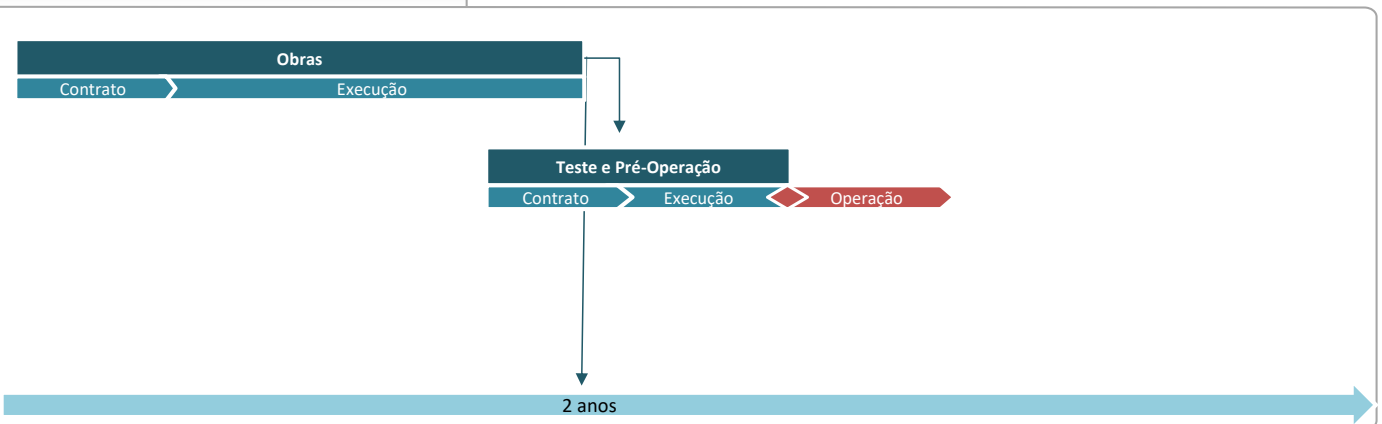 Obras
Contrato Execução
Teste e Pré-Operação
Contrato Execução Operação
2 anos